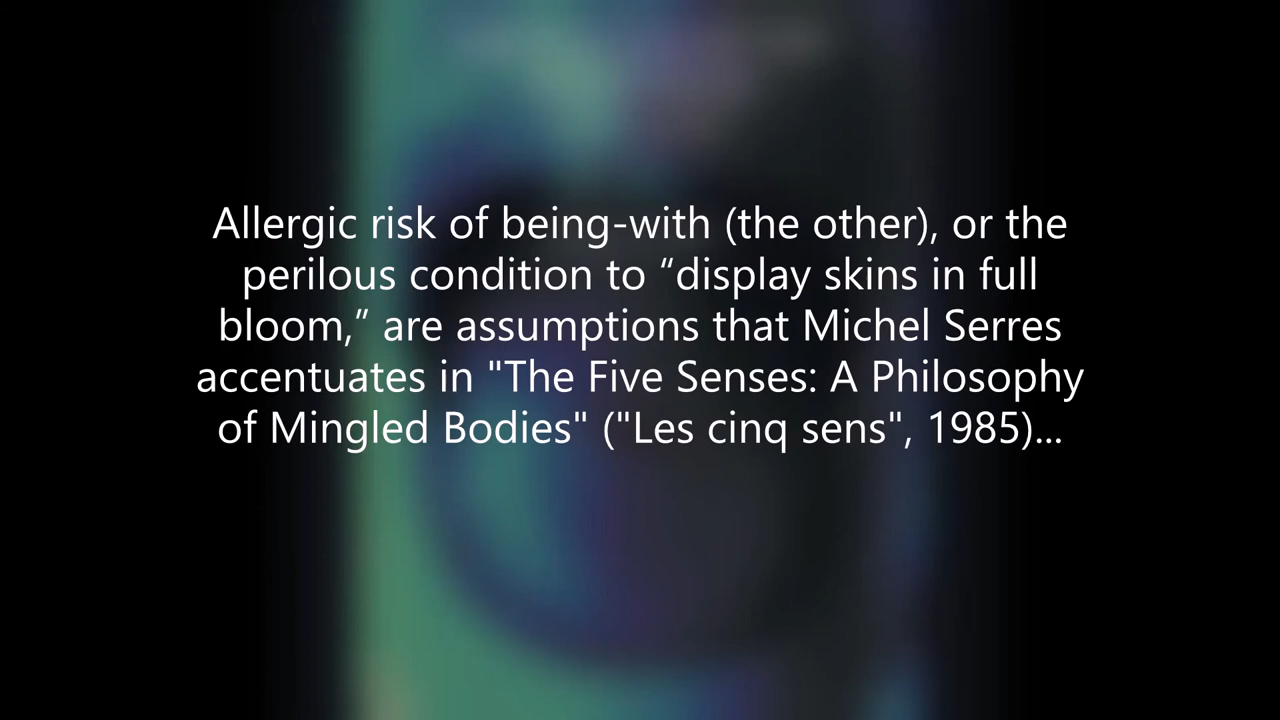 Allergic risk of being-with (the other), or the
perilous condition to “display skins in full
bloom,” are assumptions that Michel Serres
accentuates in "The Five Senses: A Philosophy
of Mingled Bodies" ("Les cinq sens", 1985)...